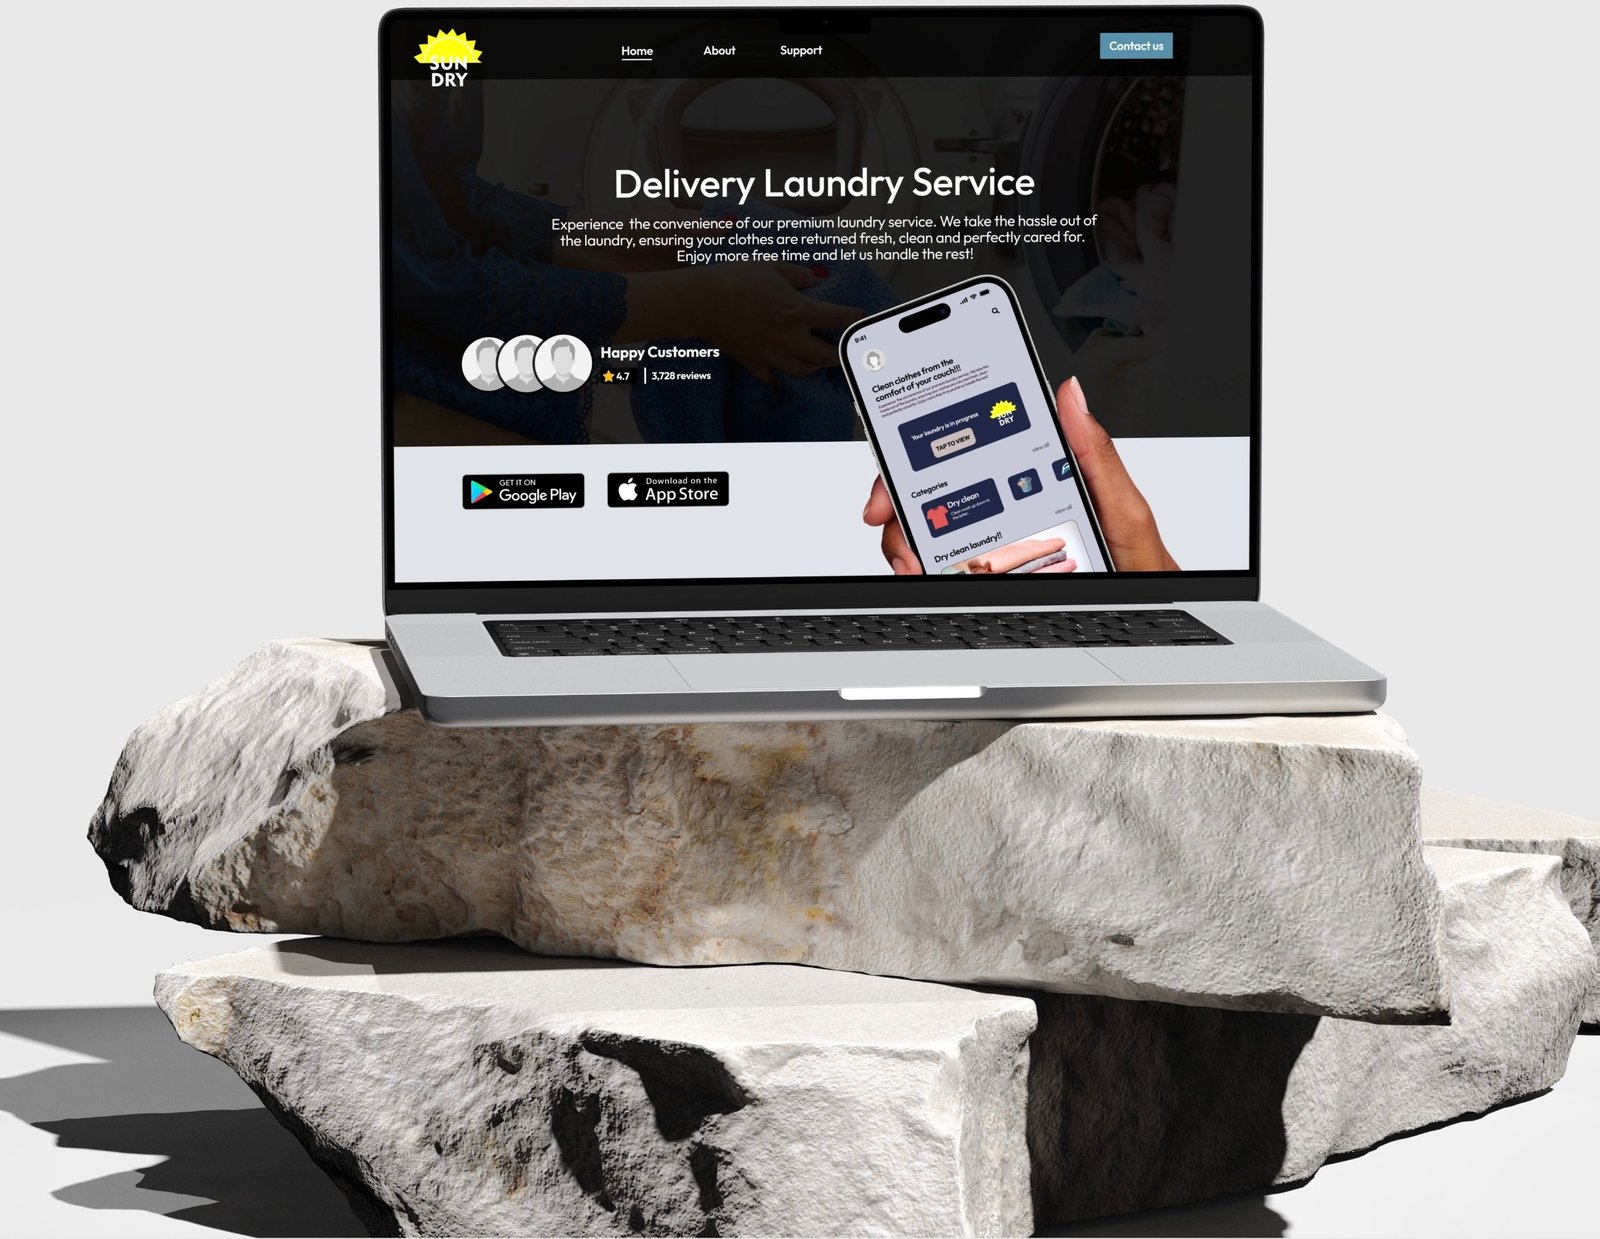 SUN
DRY
Home
About
Support
Contact us
Delivery Laundry Service
Experience the convenience of our premium laundry service. We take the hassle out of
the laundry, ensuring your clothes are returned fresh, clean and perfectly cared for.
Enjoy more free time and let us handle the rest!
Happy Customers
4.7
3,728 reviews
GET IT ON
Google Play
Download on the
App Store
9:41
Clean clothes from the
comfort of your couch!!!
Your laundry is in progress
TAP TO VIEW
SUN
DRY
view all
Categories
Dry clean
view all
Dry clean laundry!!